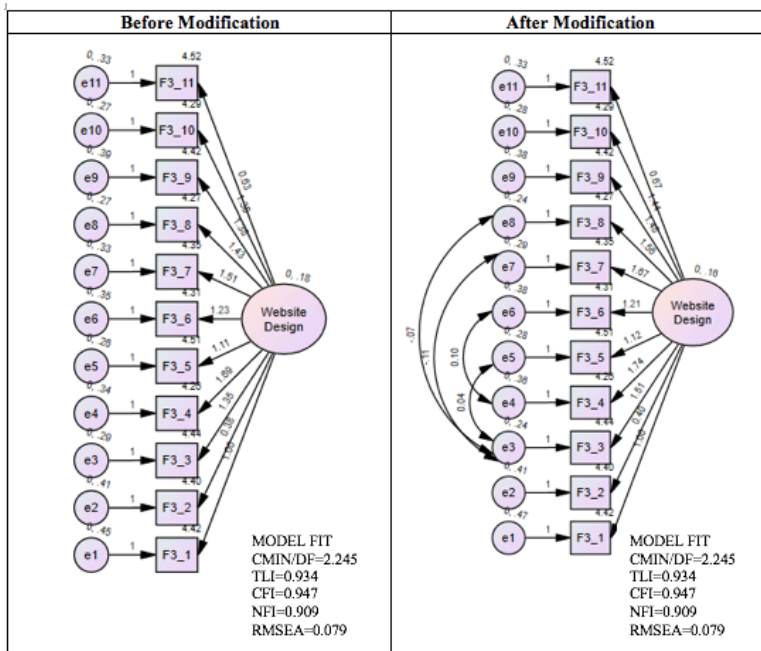 Before Modification
0, .33
4.52
e11
1
F3_11
0, .27
4.29
e10
1
F3_10
0, .39
4.42
e9
1
F3_9
0, .27
4.27
e8
1
F3_8
0, .33
4.35
e7
1
F3_7
0, .35
4.31
e6
1
F3_6
0, .26
4.51
e5
1
F3_5
0, .34
4.26
e4
1
F3_4
0, .29
4.44
e3
1
F3_3
0, .41
4.40
e2
1
F3_2
0, .45
4.42
e1
1
F3_1
0.63
1.43
1.51
1.23
1.11
1.69
1.35
0.38
1.00
0, .18
Website
Design
MODEL FIT
CMIN/DF=2.245
TLI=0.934
CFI=0.947
NFI=0.909
RMSEA=0.079
After Modification
0, .33
4.52
e11
1
F3_11
0, .28
4.29
e10
1
F3_10
0, .38
4.42
e9
1
F3_9
0, .24
4.27
e8
1
F3_8
0, .29
4.35
e7
1
F3_7
0, .38
4.31
e6
1
F3_6
0, .28
4.51
e5
1
F3_5
0, .36
4.26
e4
1
F3_4
0, .24
4.44
e3
1
F3_3
0, .41
4.40
e2
1
F3_2
0, .47
4.42
e1
1
F3_1
-.07
-.11
0.10
0.04
0.67
1.44
1.56
1.67
1.21
1.12
1.74
1.51
0.40
1.00
0, .16
Website
Design
MODEL FIT
CMIN/DF=2.245
TLI=0.934
CFI=0.947
NFI=0.909
RMSEA=0.079